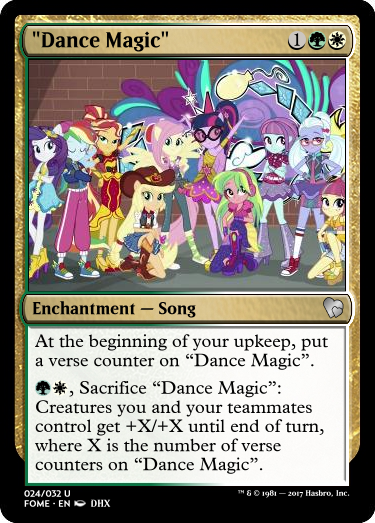 "Dance Magic"
1
Enchantment — Song
At the beginning of your upkeep, put
a verse counter on “Dance Magic”.
, Sacrifice “Dance Magic”:
Creatures you and your teammates
control get +X/+X until end of turn,
where X is the number of verse
counters on “Dance Magic”.
024/032 U
FOME • EN DHX
™ & © 1981 — 2017 Hasbro, Inc.